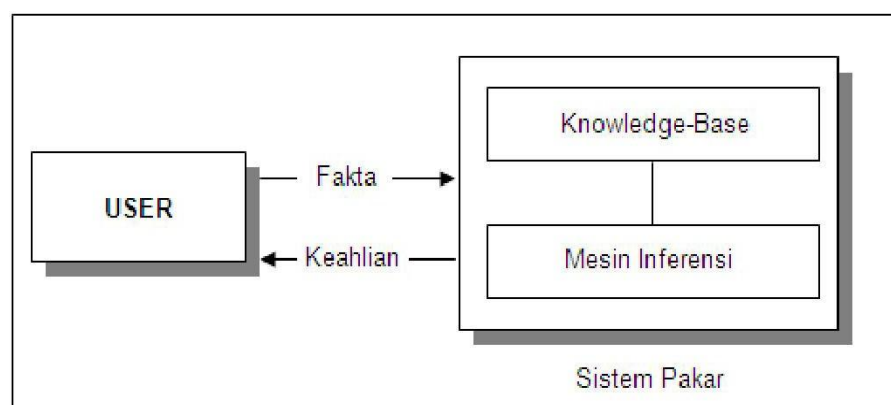 USER
Fakta
Keahlian
Knowledge-Base
Mesin Inferensi
Sistem Pakar